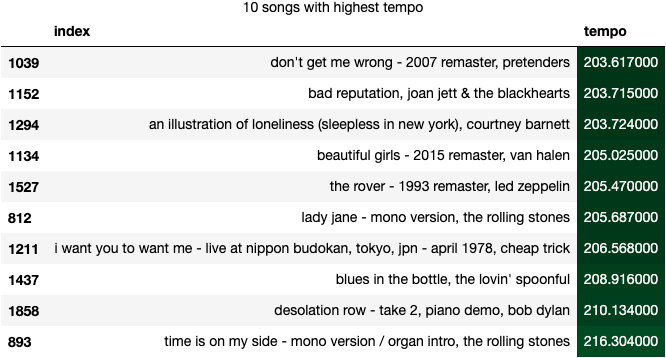 10 songs with highest tempo
index tempo
1039 don't get me wrong - 2007 remaster, pretenders 203.617000
1152 bad reputation, joan jett & the blackhearts 203.715000
1294 an illustration of loneliness (sleepless in new york), courtney barnett 203.724000
1134 beautiful girls - 2015 remaster, van halen 205.025000
1527 the rover - 1993 remaster, led zeppelin 205.470000
812 lady jane - mono version, the rolling stones 205.687000
1211 i want you to want me - live at nippon budokan, tokyo, jpn - april 1978, cheap trick 206.568000
1437 blues in the bottle, the lovin' spoonful 208.916000
1858 desolation row - take 2, piano demo, bob dylan 210.134000
893 time is on my side - mono version / organ intro, the rolling stones 216.304000